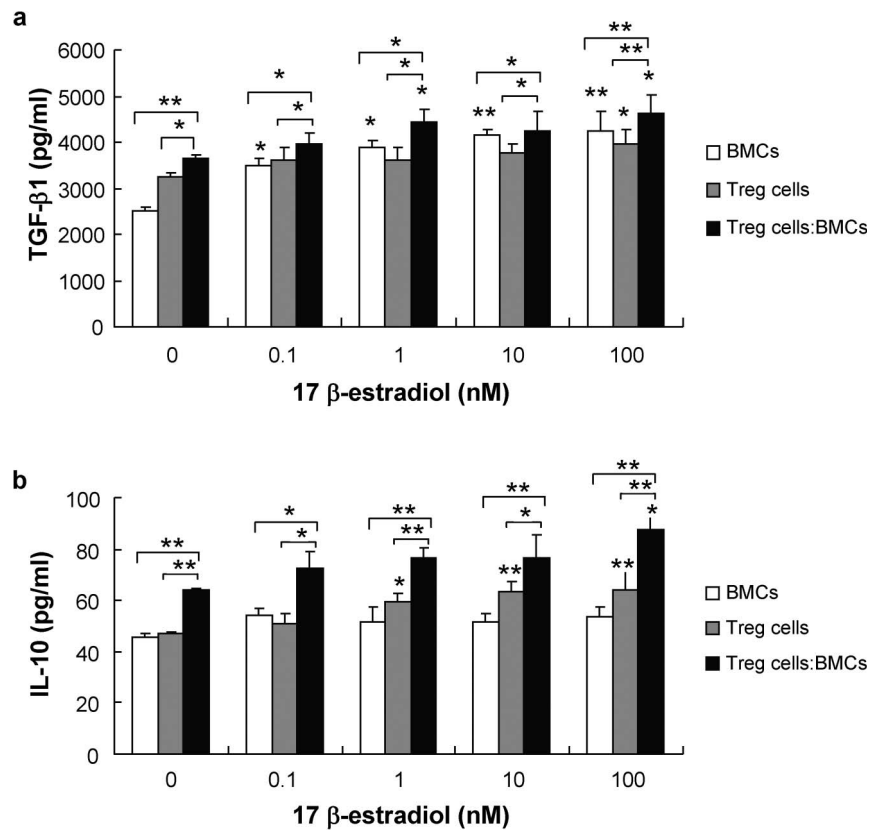 a
** * * * * * * * ** **
* * * * * ** * ** * *
6000
5000
4000
3000
2000
1000
0
TGF-β1 (pg/ml)
0 0.1 1 10 100
17 β-estradiol (nM)
BMCs
Treg cells
Treg cells:BMCs
b
** * ** ** **
** * ** * ** * ** ** *
100
80
60
40
20
0
IL-10 (pg/ml)
0 0.1 1 10 100
17 β-estradiol (nM)
BMCs
Treg cells
Treg cells:BMCs